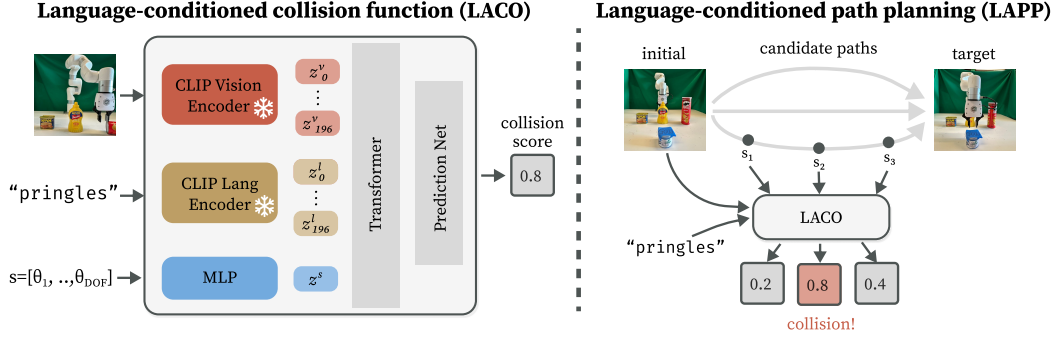 Language-conditioned collision function (LACO)
CLIP Vision
Encoder
z^v_0
⋮
z^v_196
"pringles"
CLIP Lang
Encoder
z^l_0
⋮
z^l_196
s=[θ_1, ..,θ_DOF]
MLP
z^s
Transformer
Prediction Net
collision
score
0.8
Language-conditioned path planning (LAPP)
initial
candidate paths
target
s_1
s_2
s_3
LACO
"pringles"
0.2
0.8
0.4
collision!